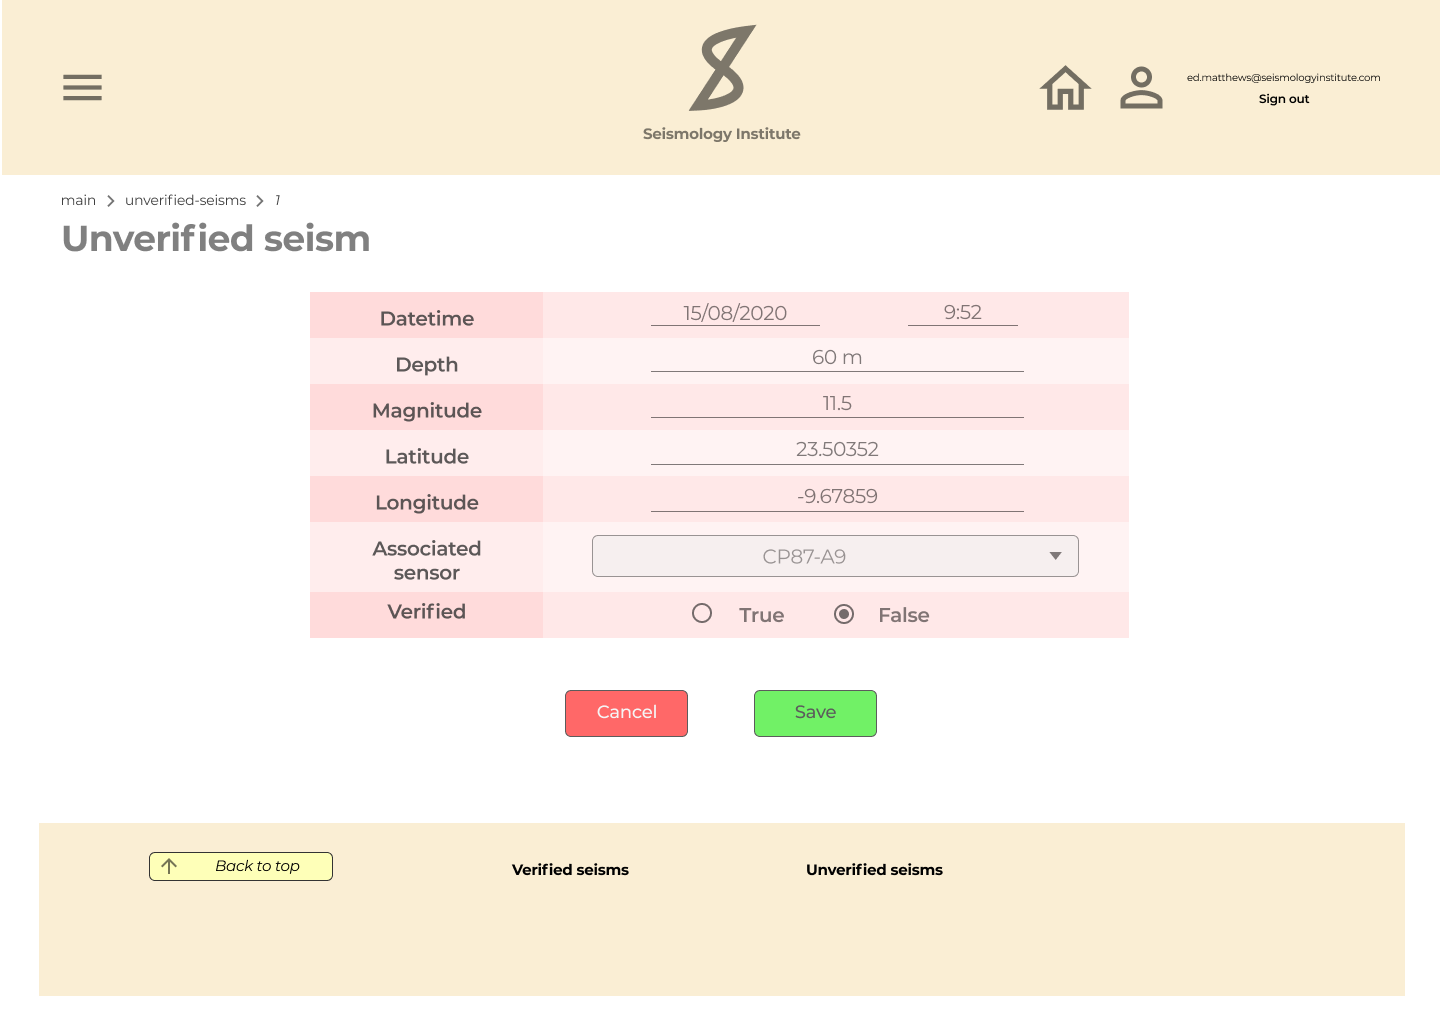 Seismology Institute
ed.matthews@seismologyinstitute.com
Sign out
main > unverified-seisms > 1
Unverified seism
Datetime 15/08/2020 9:52
Depth 60 m
Magnitude 11.5
Latitude 23.50352
Longitude -9.67859
Associated
sensor
CP87-A9
Verified True False
Cancel Save
Back to top Verified seisms Unverified seisms